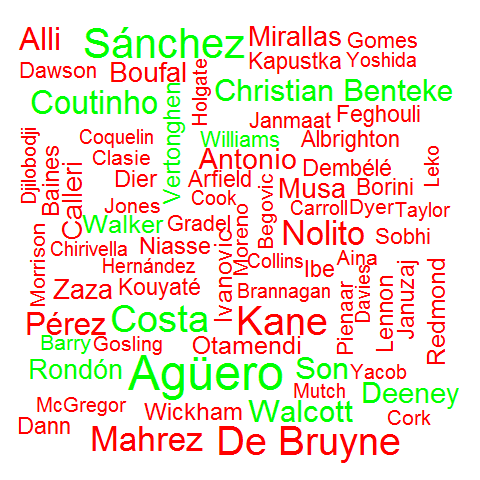 Alli Sánchez Mirallas Gomes
Dawson Boufal Holgate Kapustka Yoshida
Coutinho Vertonghen Christian Benteke
Djilobodji Baines Coquelin Williams Janmaat Feghouli
Clasie Antonio Albrighton Leko
Calleri Dier Arfield Dembélé
Musa Borini
Jones Cook Begovic Carroll Dyer Taylor
Walker Gradel Moreno Nolito Sobhi
Morrison Chirivella Niasse Ivanovic Collins Ibe Aina
Hernández Davies Januzaj Redmond
Zaza Kouyaté Brannagan Pienaar Lennon
Pérez Costa Kane
Barry Gosling Otamendi
Rondón Agüero Son Yacob
Mutch Deeney
McGregor Wickham Walcott Cork
Dann
Mahrez De Bruyne